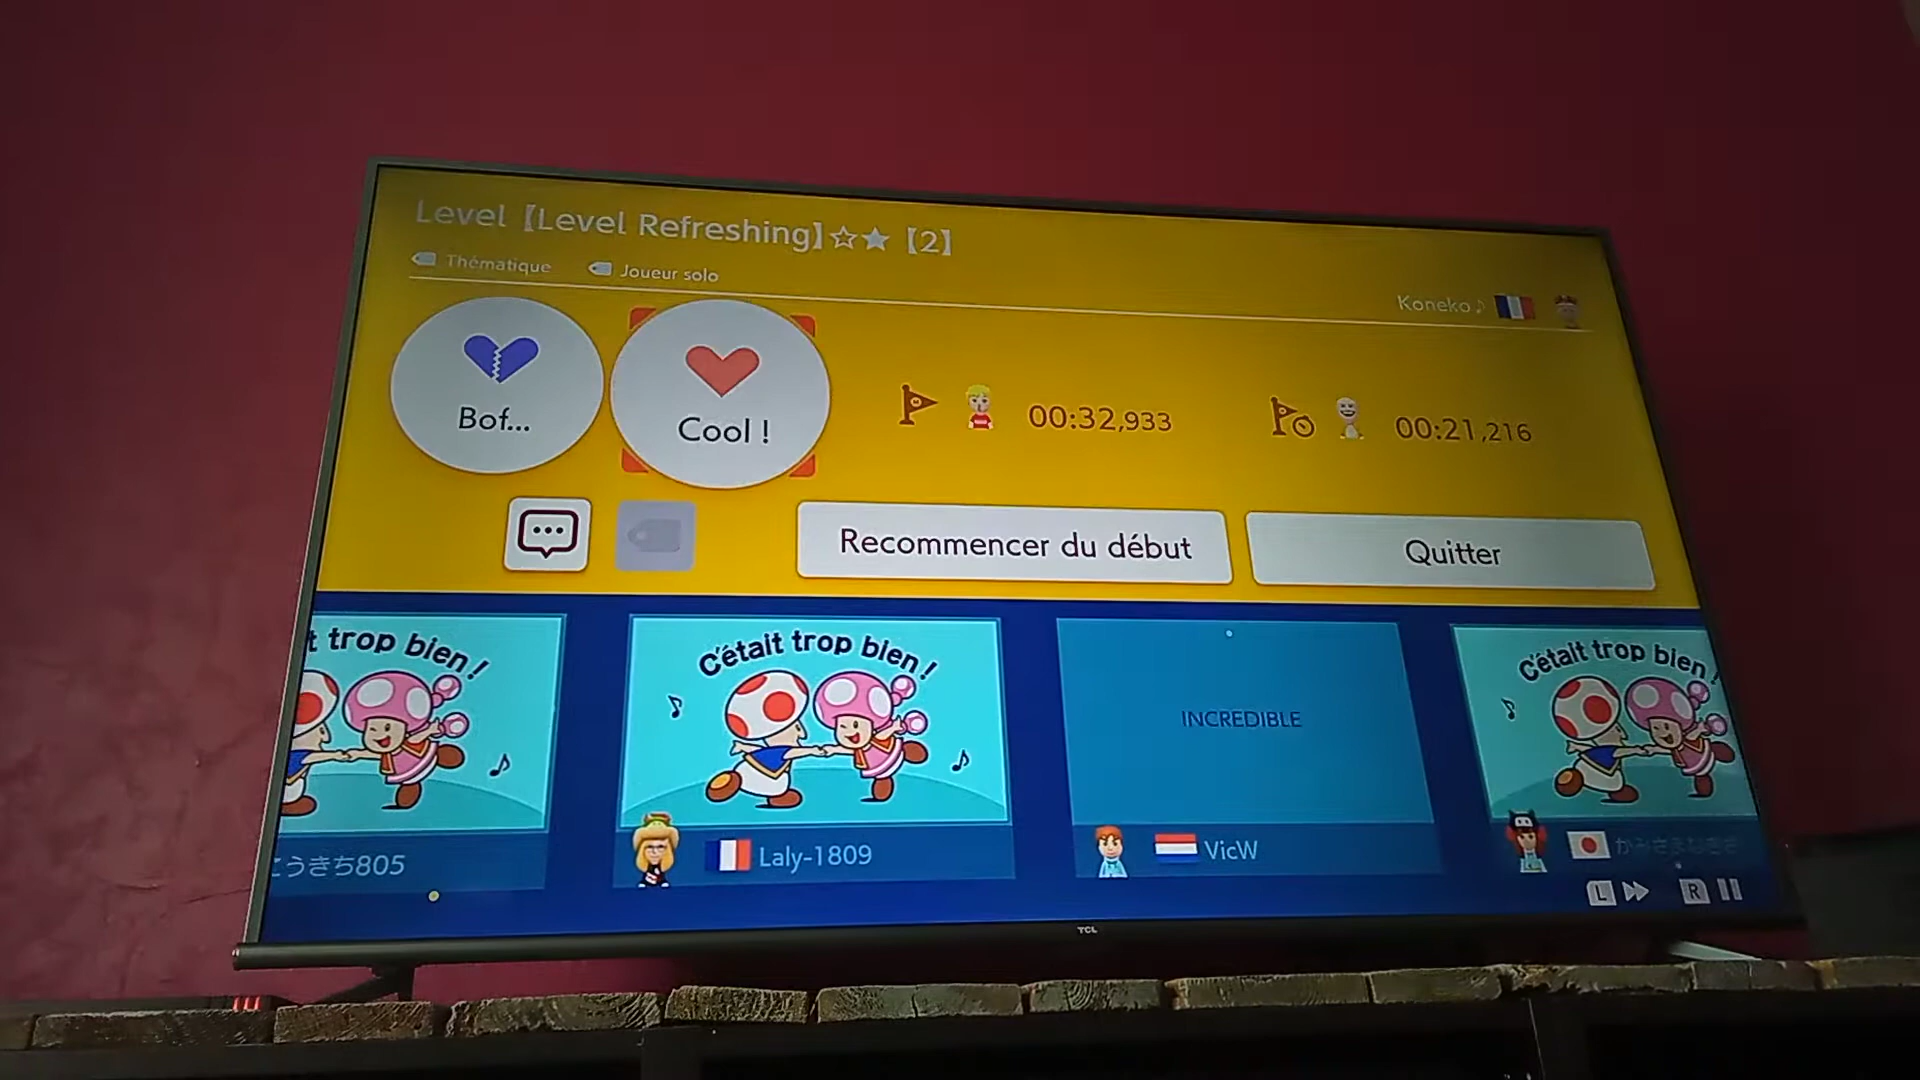 Level 【Level Refreshing】☆★ 【2】
Thématique
Joueur solo
Koneko♪
Bof...
Cool !
00:32,933
00:21,216
Recommencer du début
Quitter
t trop bien !
C'était trop bien !
INCREDIBLE
C'était trop bien !
こうきち805
Laly-1809
VicW
L
R
TCL